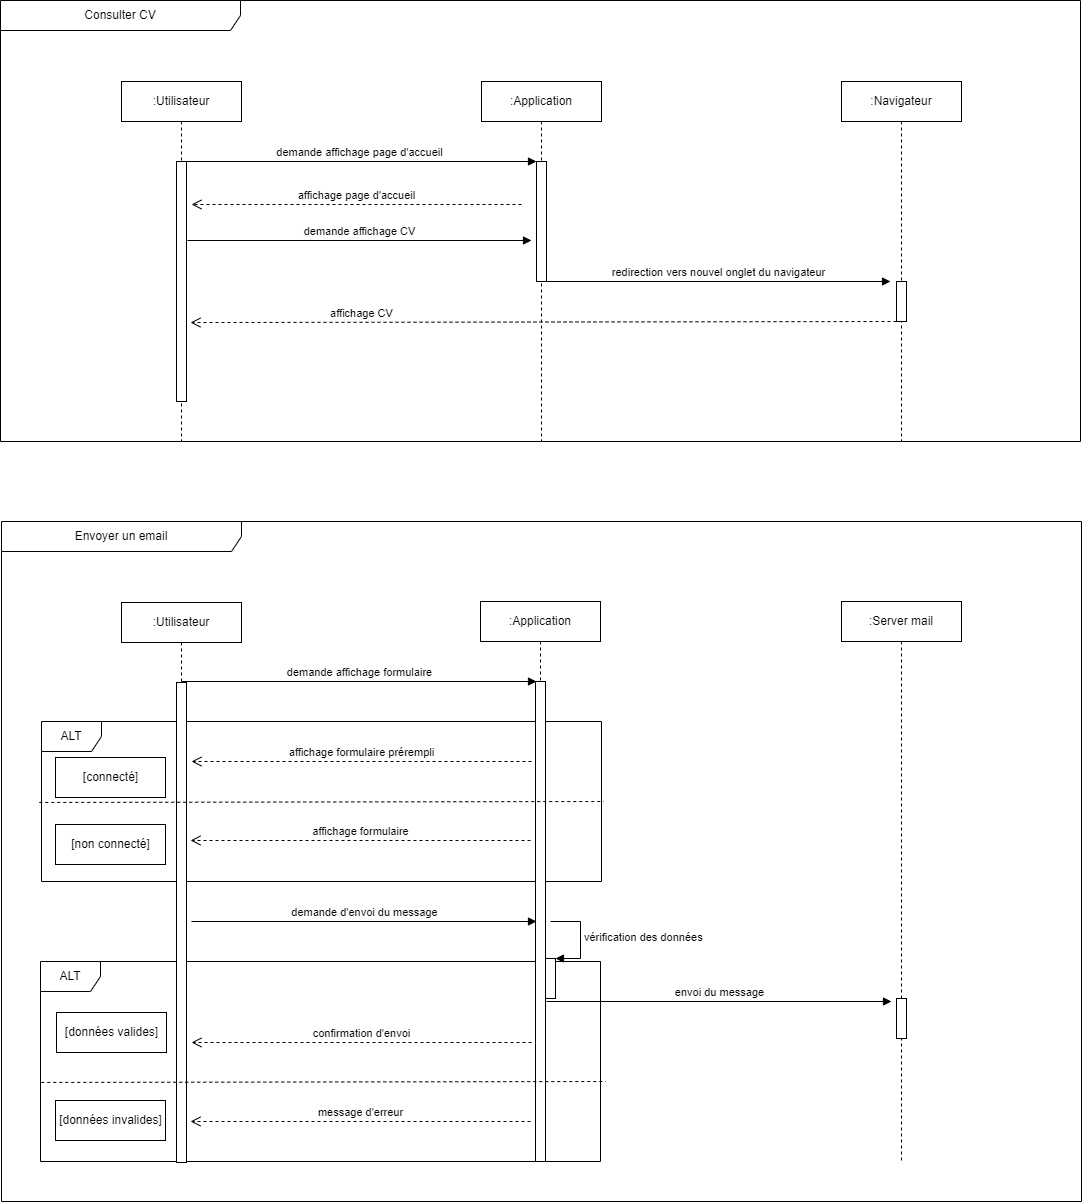 Consulter CV
:Utilisateur
:Application
:Navigateur
demande affichage page d'accueil
affichage page d'accueil
demande affichage CV
redirection vers nouvel onglet du navigateur
affichage CV
Envoyer un email
:Utilisateur
:Application
:Server mail
demande affichage formulaire
ALT
affichage formulaire prérempli
[connecté]
affichage formulaire
[non connecté]
demande d'envoi du message
vérification des données
ALT
envoi du message
[données valides]
confirmation d'envoi
message d'erreur
[données invalides]